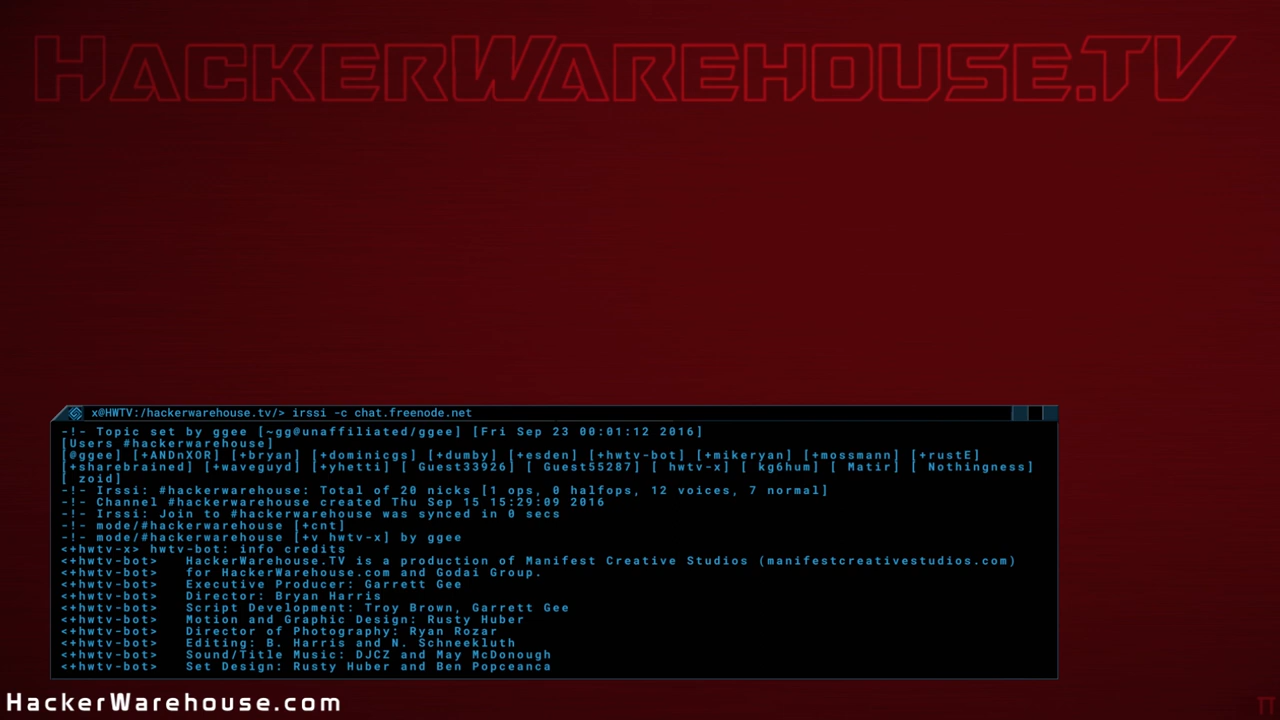 HACKERWAREHOUSE.TV
x@HWTV:/hackerwarehouse.tv/> irssi -c chat.freenode.net
-!- Topic set by ggee [~gg@unaffiliated/ggee] [Fri Sep 23 00:01:12 2016]
[Users #hackerwarehouse]
[@ggee] [+ANDnXOR] [+bryan] [+dominicgs] [+dumby] [+esden] [+hwtv-bot] [+mikeryan] [+mossmann] [+rustE]
[+sharebrained] [+waveguyd] [+yhetti] [ Guest33926] [ Guest55287] [ hwtv-x] [ kg6hum] [ Matir] [ Nothingness]
[ zoid]
-!- Irssi: #hackerwarehouse: Total of 20 nicks [1 ops, 0 halfops, 12 voices, 7 normal]
-!- Channel #hackerwarehouse created Thu Sep 15 15:29:09 2016
-!- Irssi: Join to #hackerwarehouse was synced in 0 secs
-!- mode/#hackerwarehouse [+cnt]
-!- mode/#hackerwarehouse [+v hwtv-x] by ggee
<+hwtv-x> hwtv-bot: info credits
<+hwtv-bot> HackerWarehouse.TV is a production of Manifest Creative Studios (manifestcreativestudios.com)
<+hwtv-bot> for HackerWarehouse.com and Godai Group.
<+hwtv-bot> Executive Producer: Garrett Gee
<+hwtv-bot> Director: Bryan Harris
<+hwtv-bot> Script Development: Troy Brown, Garrett Gee
<+hwtv-bot> Motion and Graphic Design: Rusty Huber
<+hwtv-bot> Director of Photography: Ryan Rozar
<+hwtv-bot> Editing: B. Harris and N. Schneekluth
<+hwtv-bot> Sound/Title Music: DJCZ and May McDonough
<+hwtv-bot> Set Design: Rusty Huber and Ben Popceanca
HackerWarehouse.com